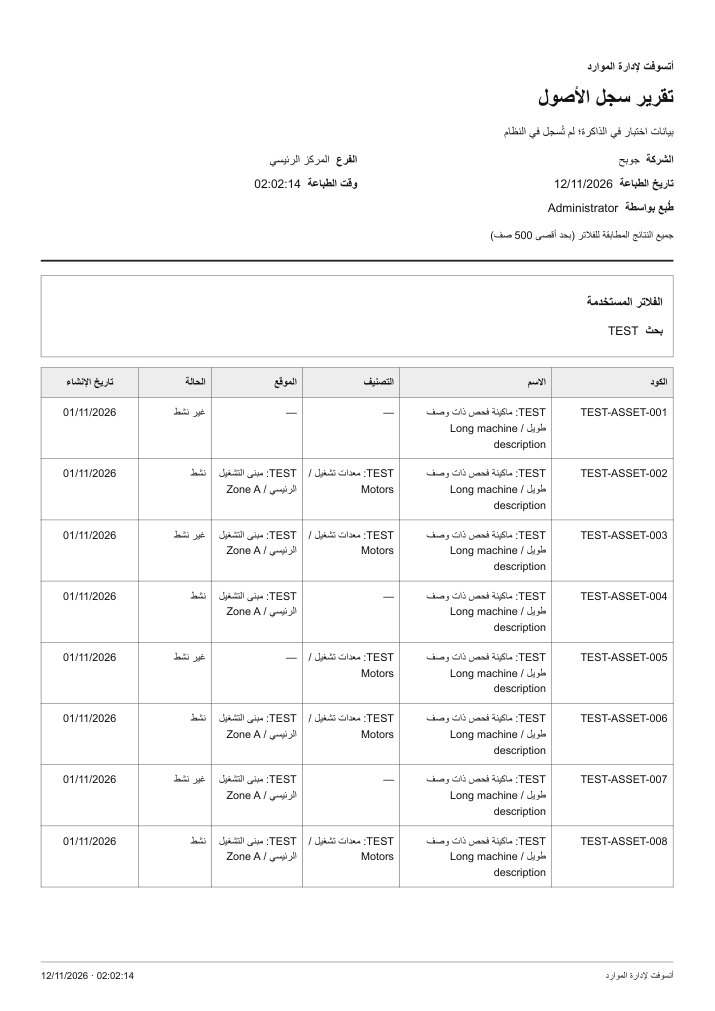 أتسوفت لإدارة الموارد
تقرير سجل الأصول
بيانات اختبار في الذاكرة؛ لم تُسجل في النظام
الشركة جوبح
الفرع المركز الرئيسي
تاريخ الطباعة 12/11/2026
وقت الطباعة 02:02:14
طُبع بواسطة Administrator
جميع النتائج المطابقة للفلاتر (بحد أقصى 500 صف)
الفلاتر المستخدمة
بحث TEST
الكود الاسم التصنيف الموقع الحالة تاريخ الإنشاء
TEST-ASSET-001 TEST: ماكينة فحص ذات وصف — — غير نشط 01/11/2026
طويل / Long machine
description
TEST-ASSET-002 TEST: ماكينة فحص ذات وصف TEST: معدات تشغيل / TEST: مبنى التشغيل نشط 01/11/2026
طويل / Long machine Motors الرئيسي / Zone A
description
TEST-ASSET-003 TEST: ماكينة فحص ذات وصف TEST: معدات تشغيل / TEST: مبنى التشغيل غير نشط 01/11/2026
طويل / Long machine Motors الرئيسي / Zone A
description
TEST-ASSET-004 TEST: ماكينة فحص ذات وصف — TEST: مبنى التشغيل نشط 01/11/2026
طويل / Long machine الرئيسي / Zone A
description
TEST-ASSET-005 TEST: ماكينة فحص ذات وصف TEST: معدات تشغيل / — غير نشط 01/11/2026
طويل / Long machine Motors
description
TEST-ASSET-006 TEST: ماكينة فحص ذات وصف TEST: معدات تشغيل / TEST: مبنى التشغيل نشط 01/11/2026
طويل / Long machine Motors الرئيسي / Zone A
description
TEST-ASSET-007 TEST: ماكينة فحص ذات وصف — TEST: مبنى التشغيل غير نشط 01/11/2026
طويل / Long machine الرئيسي / Zone A
description
TEST-ASSET-008 TEST: ماكينة فحص ذات وصف TEST: معدات تشغيل / TEST: مبنى التشغيل نشط 01/11/2026
طويل / Long machine Motors الرئيسي / Zone A
description
أتسوفت لإدارة الموارد
12/11/2026 · 02:02:14